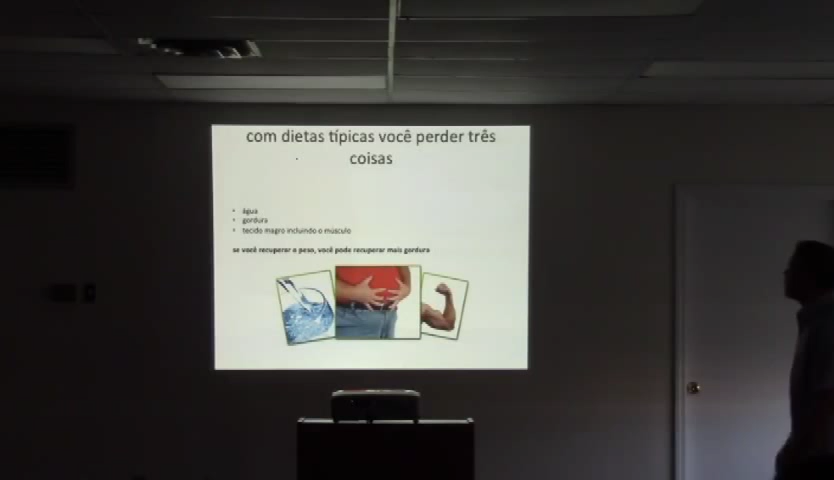 com dietas típicas você perder três
coisas
• água
• gordura
• tecido magro incluindo o músculo
se você recuperar o peso, você pode recuperar mais gordura